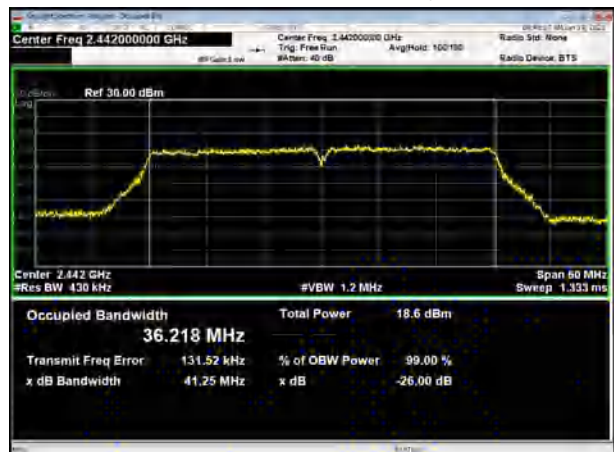 Center Freq 2.442000000 GHz
Center Freq: 2.442000000 GHz
Radio Std: None
Trig: Free Run
Avg|Hold: 100/100
#IFGain:Low
#Atten: 40 dB
Radio Device: BTS
Ref 30.00 dBm
Center 2.442 GHz
Span 60 MHz
#Res BW 430 kHz
#VBW 1.2 MHz
Sweep 1.333 ms
Occupied Bandwidth
Total Power
18.6 dBm
36.218 MHz
Transmit Freq Error
131.52 kHz
% of OBW Power
99.00 %
x dB Bandwidth
41.25 MHz
x dB
-26.00 dB